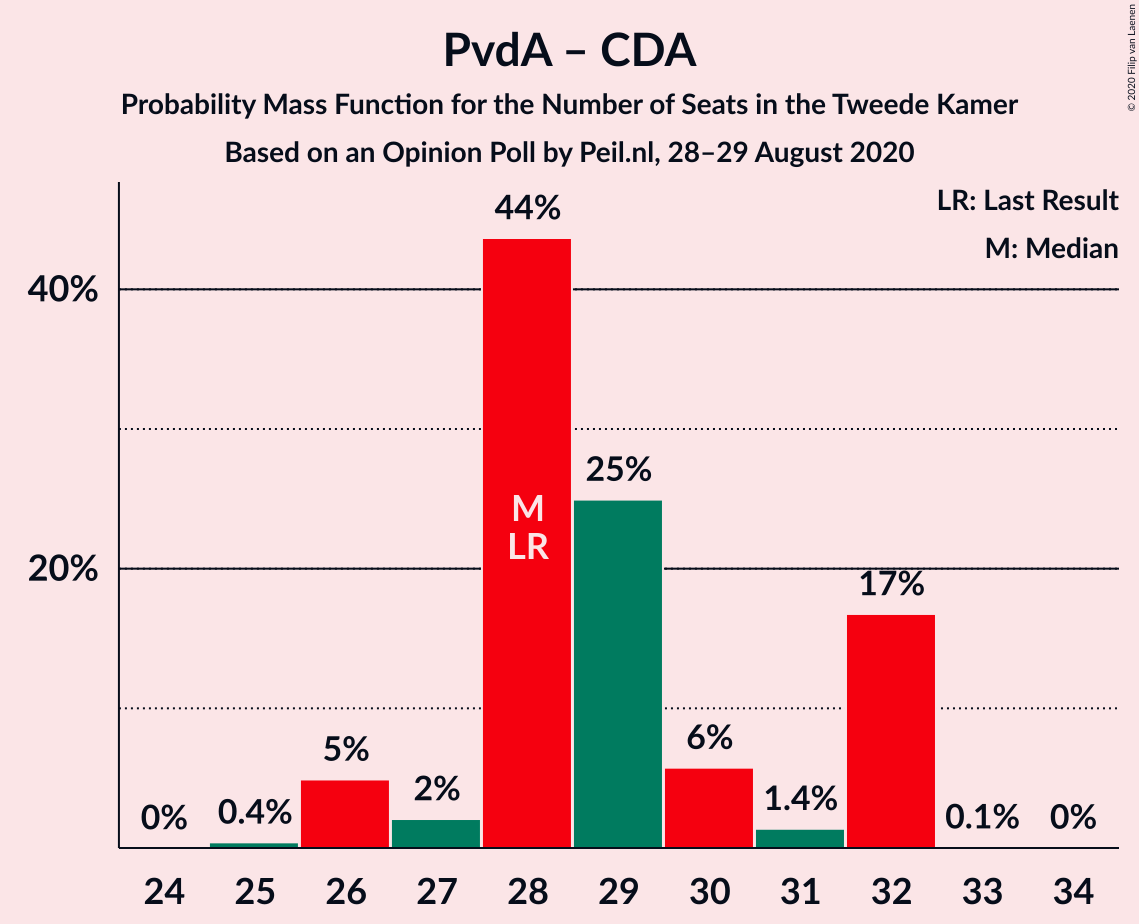 PvdA – CDA
Probability Mass Function for the Number of Seats in the Tweede Kamer
Based on an Opinion Poll by Peil.nl, 28–29 August 2020
© 2020 Filip van Laenen
LR: Last Result
M: Median
40%
20%
0%
0.4%
5%
2%
44%
M
LR
25%
6%
1.4%
17%
0.1%
0%
24 25 26 27 28 29 30 31 32 33 34